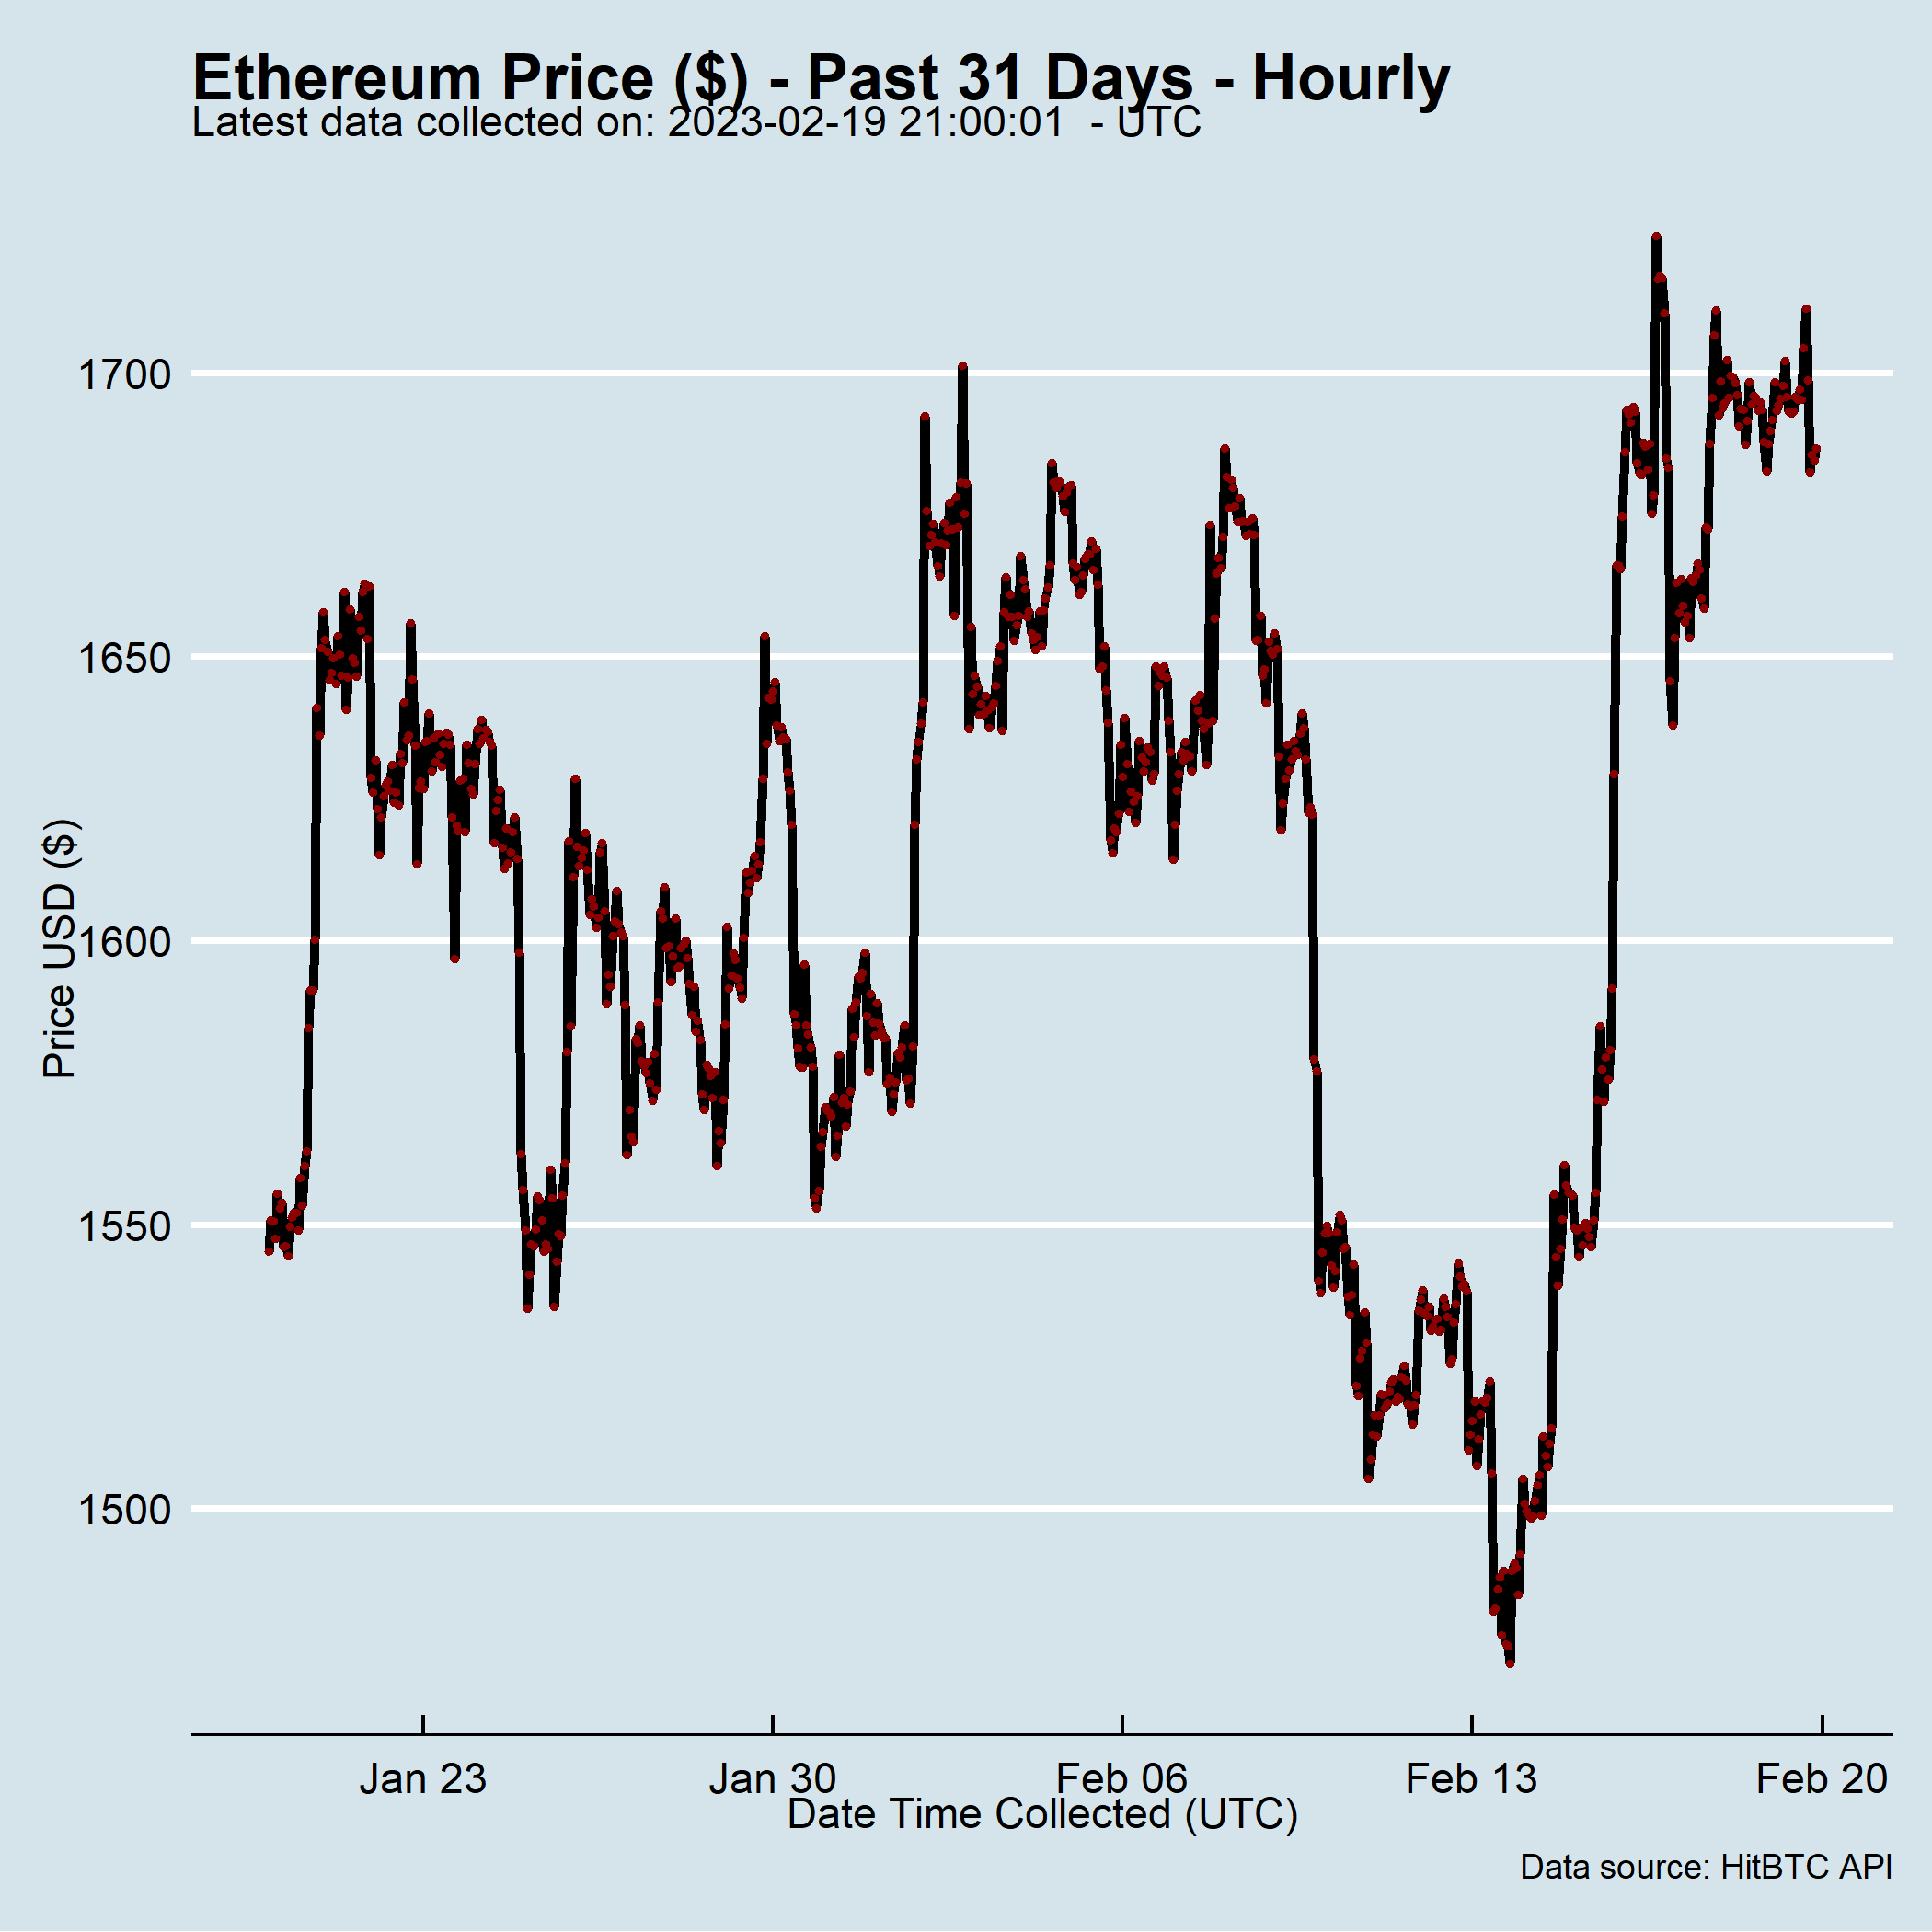 Ethereum Price ($) - Past 31 Days - Hourly
Latest data collected on: 2023-02-19 21:00:01  - UTC
Price USD ($)
1700
1650
1600
1550
1500
Jan 23
Jan 30
Feb 06
Feb 13
Feb 20
Date Time Collected (UTC)
Data source: HitBTC API